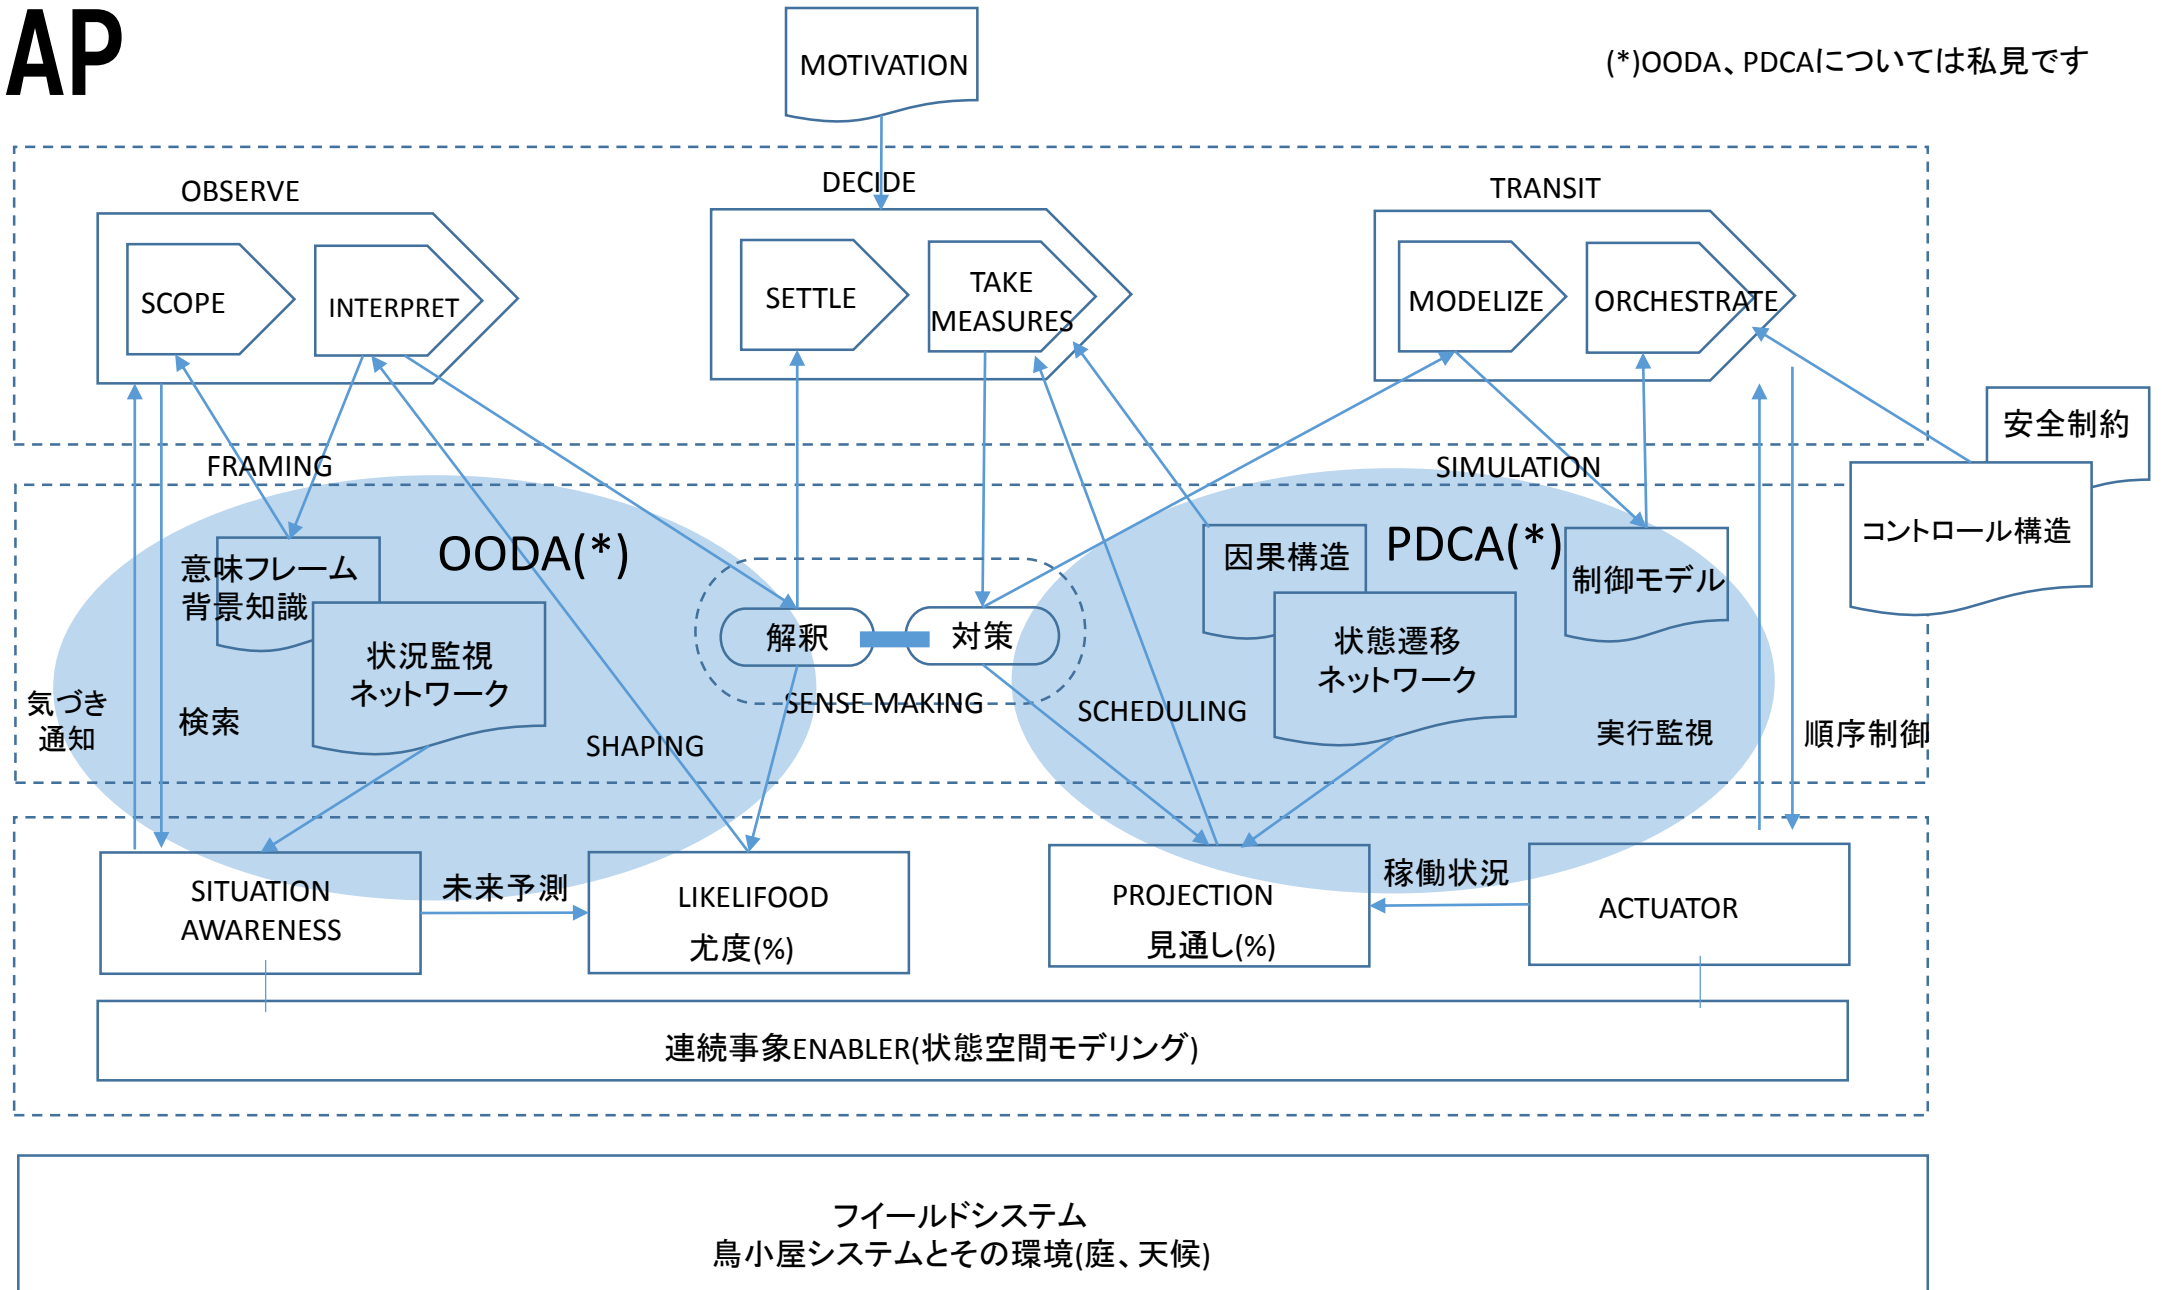 AP
MOTIVATION
(*)OODA、PDCAについては私見です
OBSERVE
DECIDE
TRANSIT
SCOPE
INTERPRET
SETTLE
TAKE
MEASURES
MODELIZE
ORCHESTRATE
安全制約
コントロール構造
FRAMING
SIMULATION
OODA(*)
PDCA(*)
意味フレーム
背景知識
状況監視
ネットワーク
解釈
対策
因果構造
制御モデル
状態遷移
ネットワーク
気づき
通知
検索
SHAPING
SENSE MAKING
SCHEDULING
実行監視
順序制御
SITUATION
AWARENESS
未来予測
LIKELIFOOD
尤度(%)
PROJECTION
見通し(%)
稼働状況
ACTUATOR
連続事象ENABLER(状態空間モデリング)
フイールドシステム
鳥小屋システムとその環境(庭、天候)